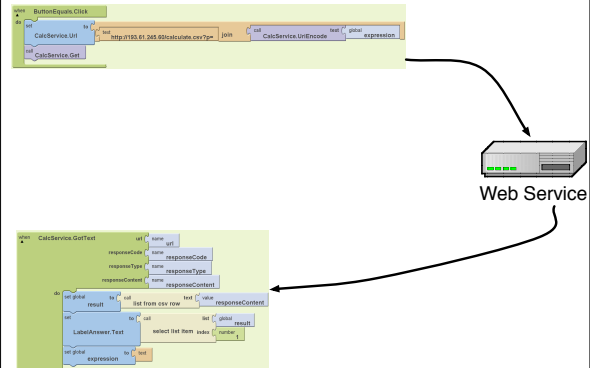 when ButtonEquals.Click
do set CalcService.Url to text http://193.61.245.60/calculate.csv?p= join call CalcService.UrlEncode text global expression
call CalcService.Get
Web Service
when CalcService.GotText url name url
responseCode name responseCode
responseType name responseType
responseContent name responseContent
do set global result to call list from csv row text value responseContent
set LabelAnswer.Text to call select list item list global result
index number 1
set global expression to text